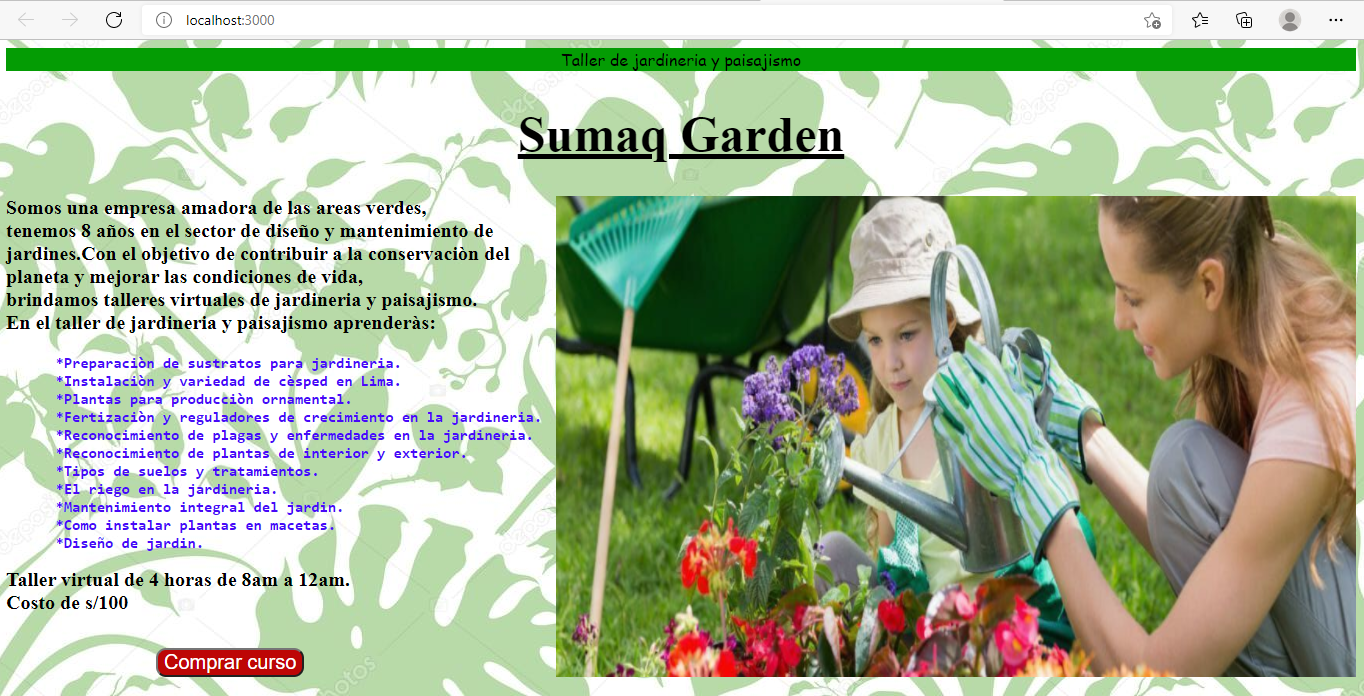 localhost:3000
Taller de jardineria y paisajismo
Sumaq Garden
Somos una empresa amadora de las areas verdes,
tenemos 8 años en el sector de diseño y mantenimiento de
jardines.Con el objetivo de contribuir a la conservaciòn del
planeta y mejorar las condiciones de vida,
brindamos talleres virtuales de jardineria y paisajismo.
En el taller de jardineria y paisajismo aprenderàs:
*Preparaciòn de sustratos para jardineria.
*Instalaciòn y variedad de cèsped en Lima.
*Plantas para producciòn ornamental.
*Fertizaciòn y reguladores de crecimiento en la jardineria.
*Reconocimiento de plagas y enfermedades en la jardineria.
*Reconocimiento de plantas de interior y exterior.
*Tipos de suelos y tratamientos.
*El riego en la jardineria.
*Mantenimiento integral del jardin.
*Como instalar plantas en macetas.
*Diseño de jardin.
Taller virtual de 4 horas de 8am a 12am.
Costo de s/100
Comprar curso